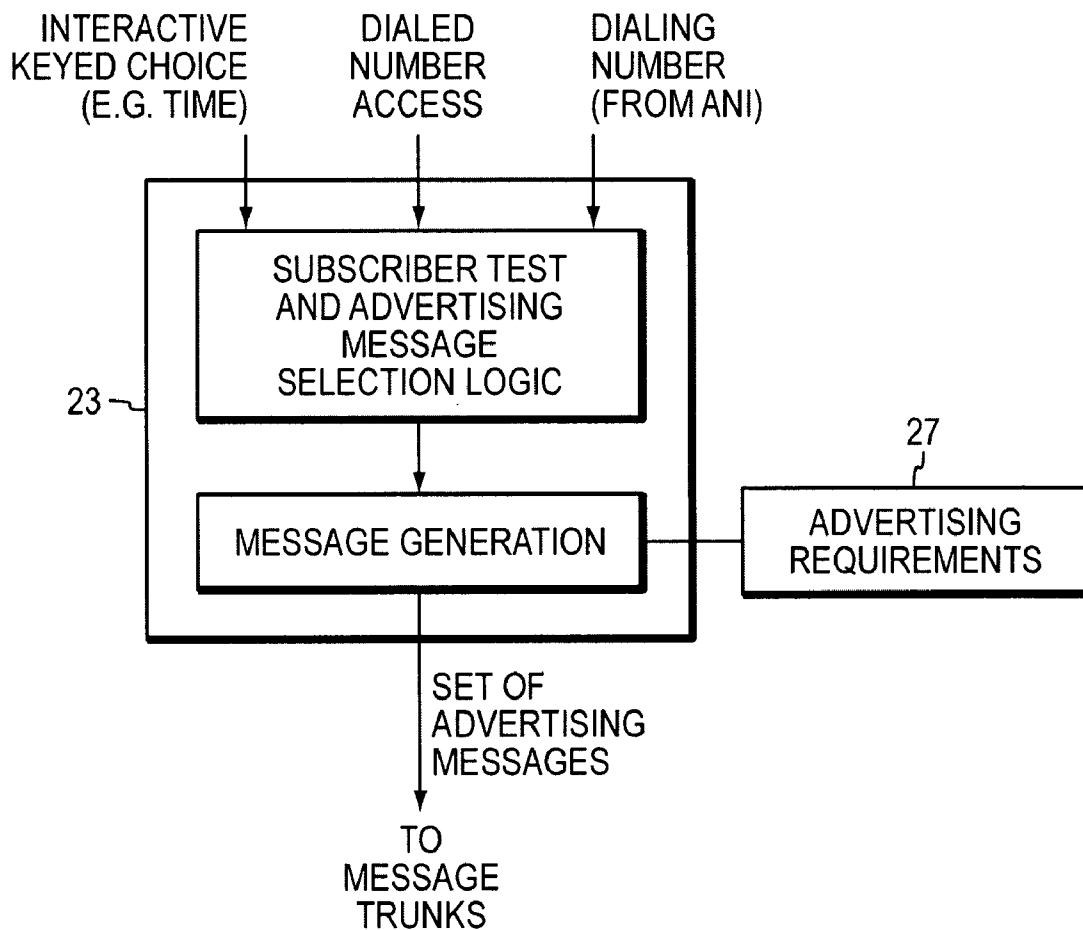 INTERACTIVE
KEYED CHOICE
(E.G. TIME)
DIALED
NUMBER
ACCESS
DIALING
NUMBER
(FROM ANI)
SUBSCRIBER TEST
AND ADVERTISING
MESSAGE
SELECTION LOGIC
23
27
MESSAGE GENERATION
ADVERTISING
REQUIREMENTS
SET OF
ADVERTISING
MESSAGES
TO
MESSAGE
TRUNKS